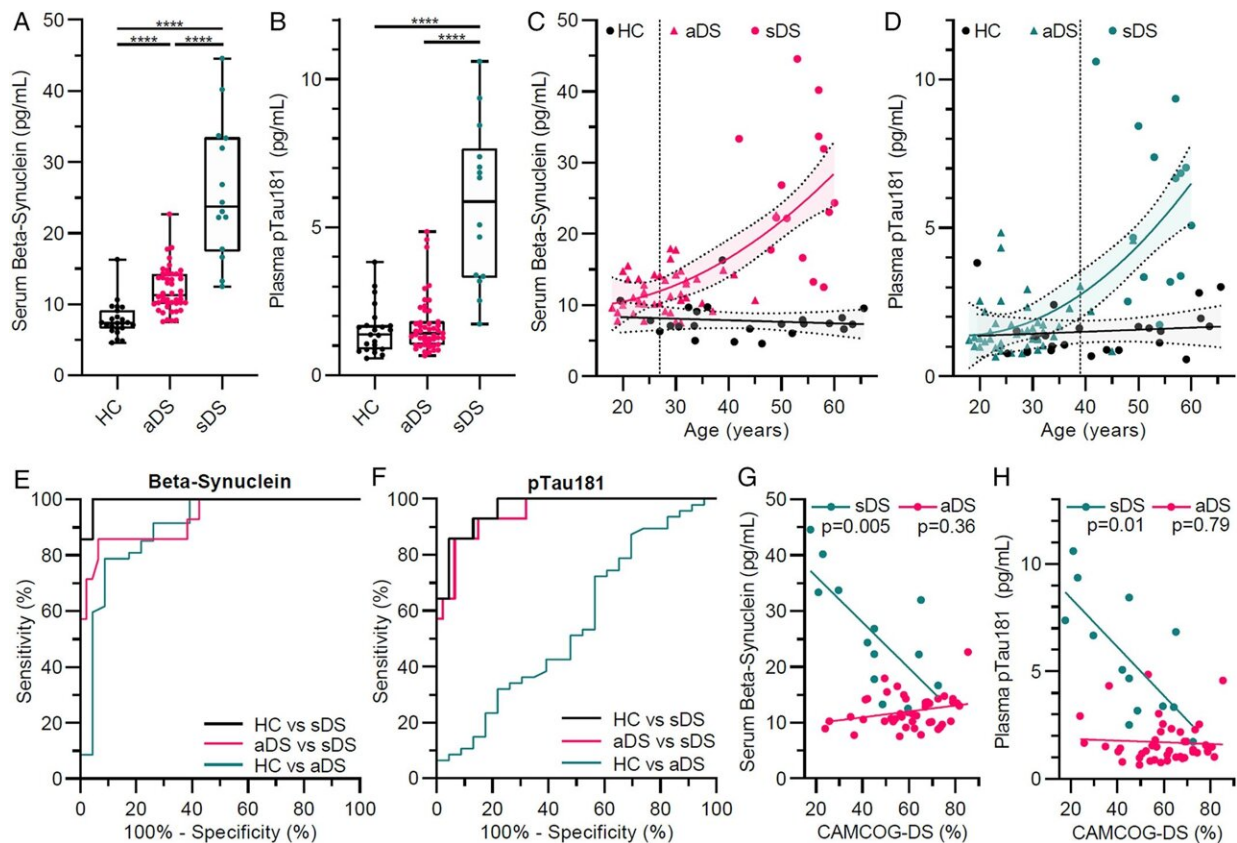 A
Serum Beta-Synuclein (pg/mL)
50
40
30
20
10
0
****
****
****
HC
aDS
sDS
B
Plasma pTau181 (pg/mL)
10
5
0
****
****
HC
aDS
sDS
C
HC
aDS
sDS
Serum Beta-Synuclein (pg/mL)
50
40
30
20
10
0
20
30
40
50
60
Age (years)
D
HC
aDS
sDS
Plasma pTau181 (pg/mL)
10
5
0
20
30
40
50
60
Age (years)
E
Beta-Synuclein
Sensitivity (%)
100
80
60
40
20
0
HC vs sDS
aDS vs sDS
HC vs aDS
0
20
40
60
80
100
100% - Specificity (%)
F
pTau181
Sensitivity (%)
100
80
60
40
20
0
HC vs sDS
aDS vs sDS
HC vs aDS
0
20
40
60
80
100
100% - Specificity (%)
G
sDS
aDS
p=0.005
p=0.36
Serum Beta-Synuclein (pg/mL)
50
40
30
20
10
0
20
40
60
80
CAMCOG-DS (%)
H
sDS
aDS
p=0.01
p=0.79
Plasma pTau181 (pg/mL)
10
5
0
20
40
60
80
CAMCOG-DS (%)